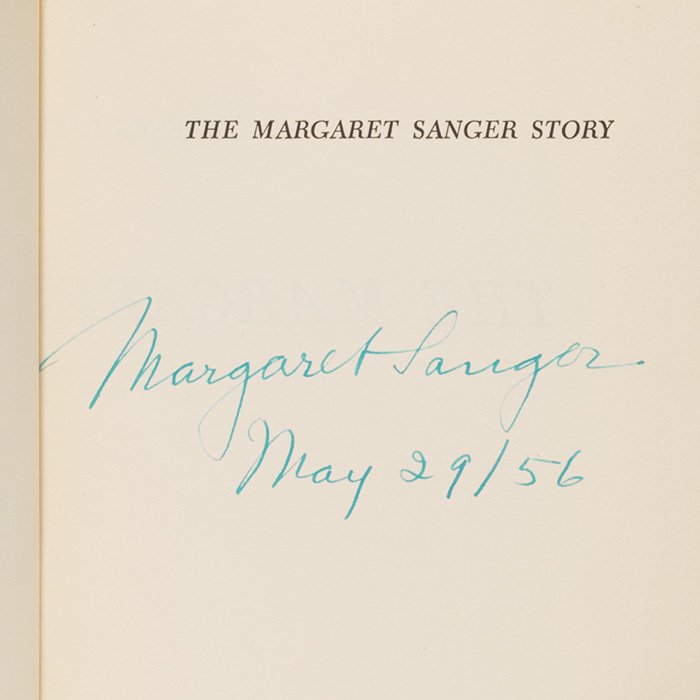 THE MARGARET SANGER STORY
Margaret Sanger.
May 29/56